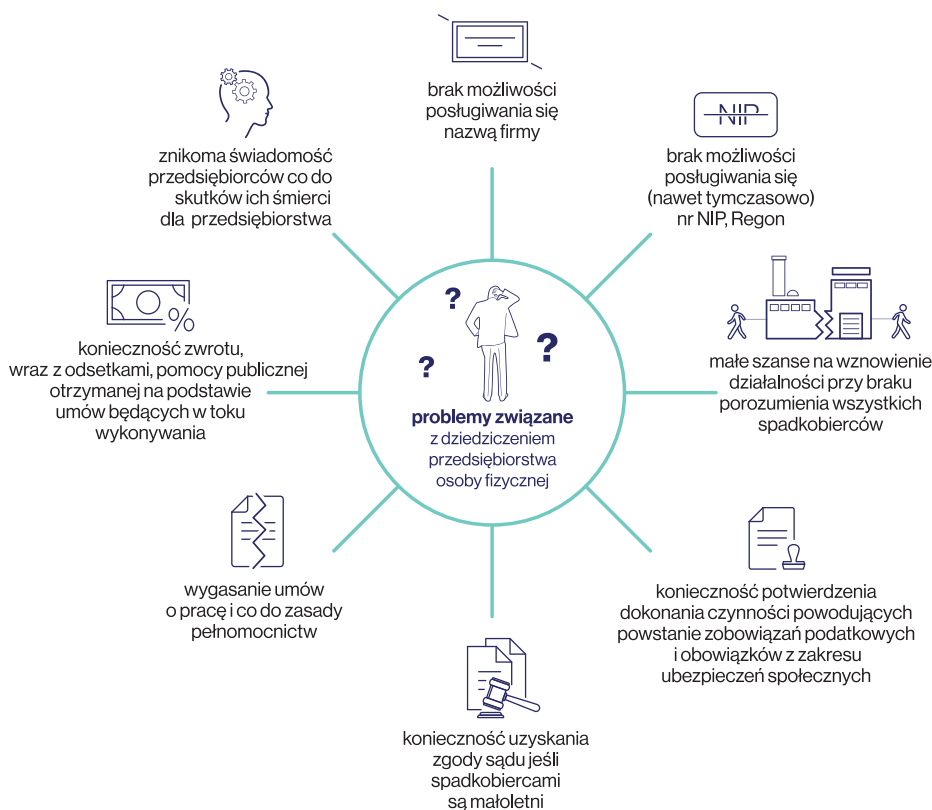 brak możliwości
posługiwania się
nazwą firmy
NIP
brak możliwości
posługiwania się
(nawet tymczasowo)
nr NIP, Regon
małe szanse na wznowienie
działalności przy braku
porozumienia wszystkich
spadkobierców
konieczność potwierdzenia
dokonania czynności powodujących
powstanie zobowiązań podatkowych
i obowiązków z zakresu
ubezpieczeń społecznych
konieczność uzyskania
zgody sądu jeśli
spadkobiercami
są małoletni
wygasanie umów
o pracę i co do zasady
pełnomocnictw
%
konieczność zwrotu,
wraz z odsetkami, pomocy publicznej
otrzymanej na podstawie
umów będących w toku
wykonywania
znikoma świadomość
przedsiębiorców co do
skutków ich śmierci
dla przedsiębiorstwa
?
?
?
problemy związane
z dziedziczeniem
przedsiębiorstwa
osoby fizycznej